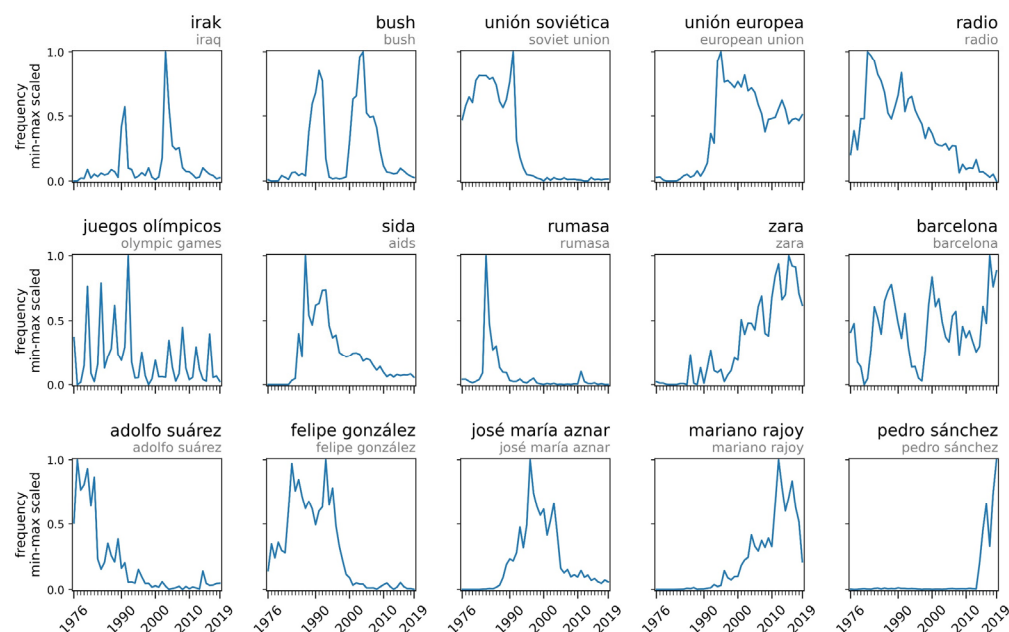 irak
iraq
bush
bush
unión soviética
soviet union
unión europea
european union
radio
radio
frequency
min-max scaled
1.0
0.5
0.0
juegos olímpicos
olympic games
sida
aids
rumasa
rumasa
zara
zara
barcelona
barcelona
frequency
min-max scaled
1.0
0.5
0.0
adolfo suárez
adolfo suárez
felipe gonzález
felipe gonzález
josé maría aznar
josé maría aznar
mariano rajoy
mariano rajoy
pedro sánchez
pedro sánchez
frequency
min-max scaled
1.0
0.5
0.0
1976 1990 2000 2010 2019
1976 1990 2000 2010 2019
1976 1990 2000 2010 2019
1976 1990 2000 2010 2019
1976 1990 2000 2010 2019